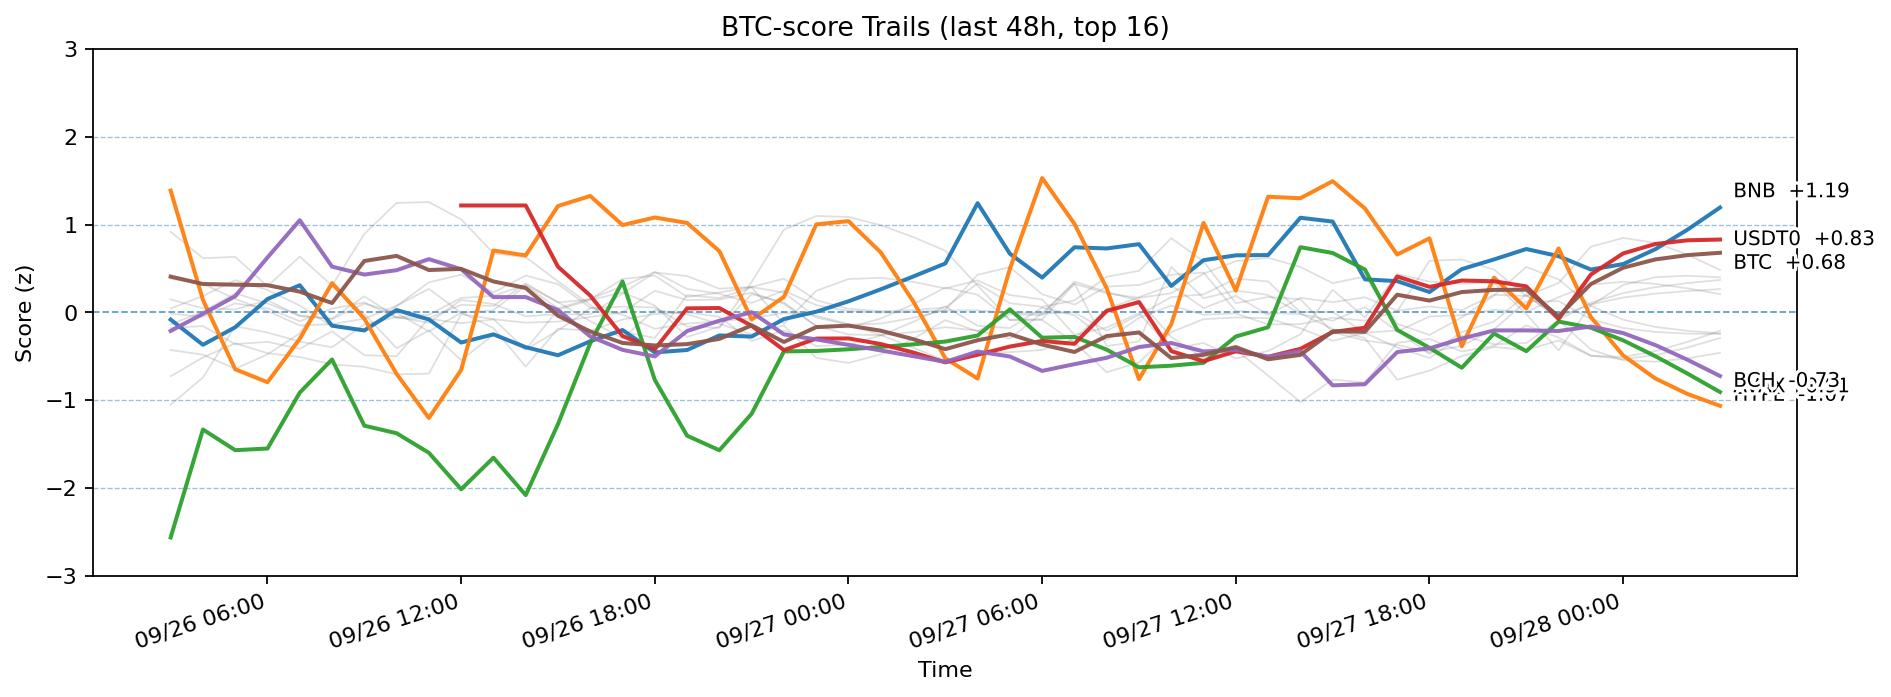 BTC-score Trails (last 48h, top 16)
Score (z)
3
2
1
0
−1
−2
−3
BNB +1.19
USDT0 +0.83
BTC +0.68
BCH -0.73
-1.07
09/26 06:00
09/26 12:00
09/26 18:00
09/27 00:00
09/27 06:00
09/27 12:00
09/27 18:00
09/28 00:00
Time